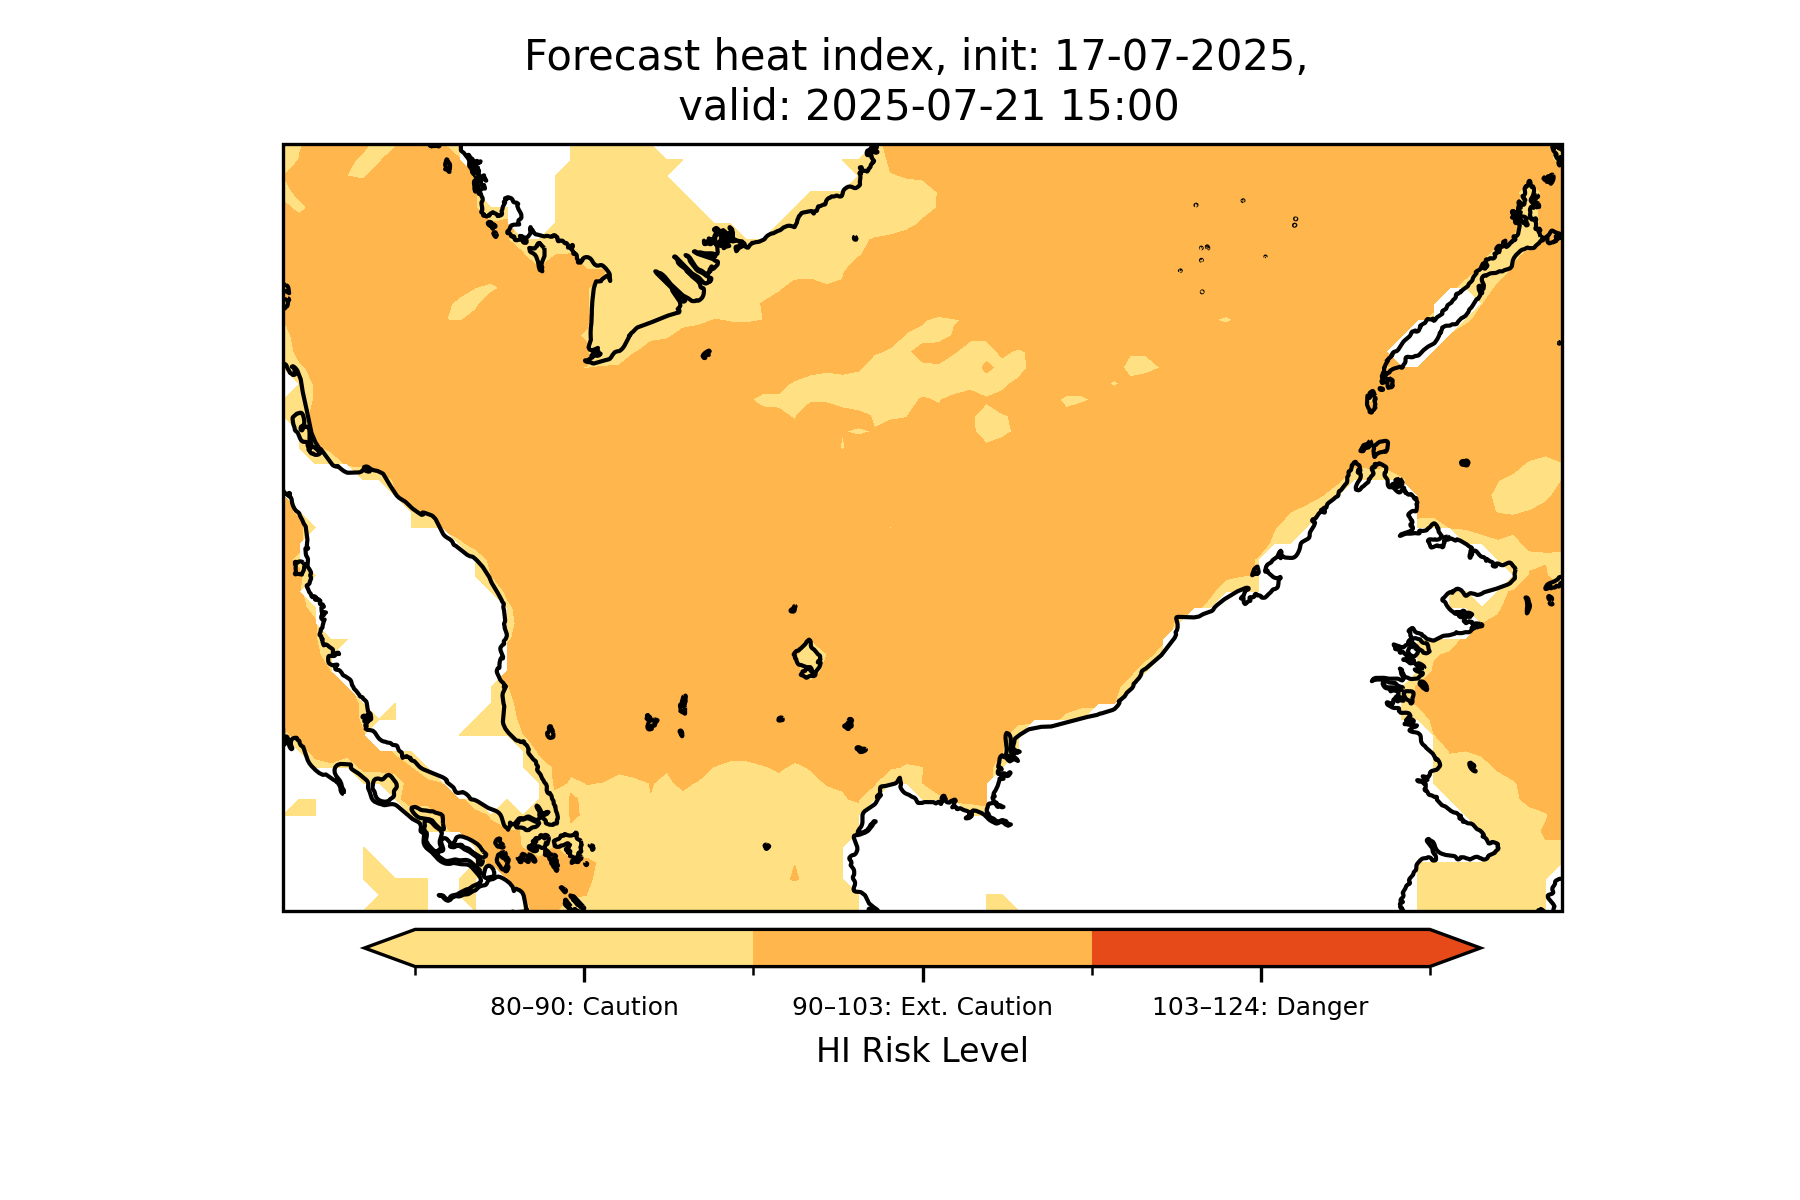 Forecast heat index, init: 17-07-2025,
valid: 2025-07-21 15:00
80–90: Caution
90–103: Ext. Caution
103–124: Danger
HI Risk Level